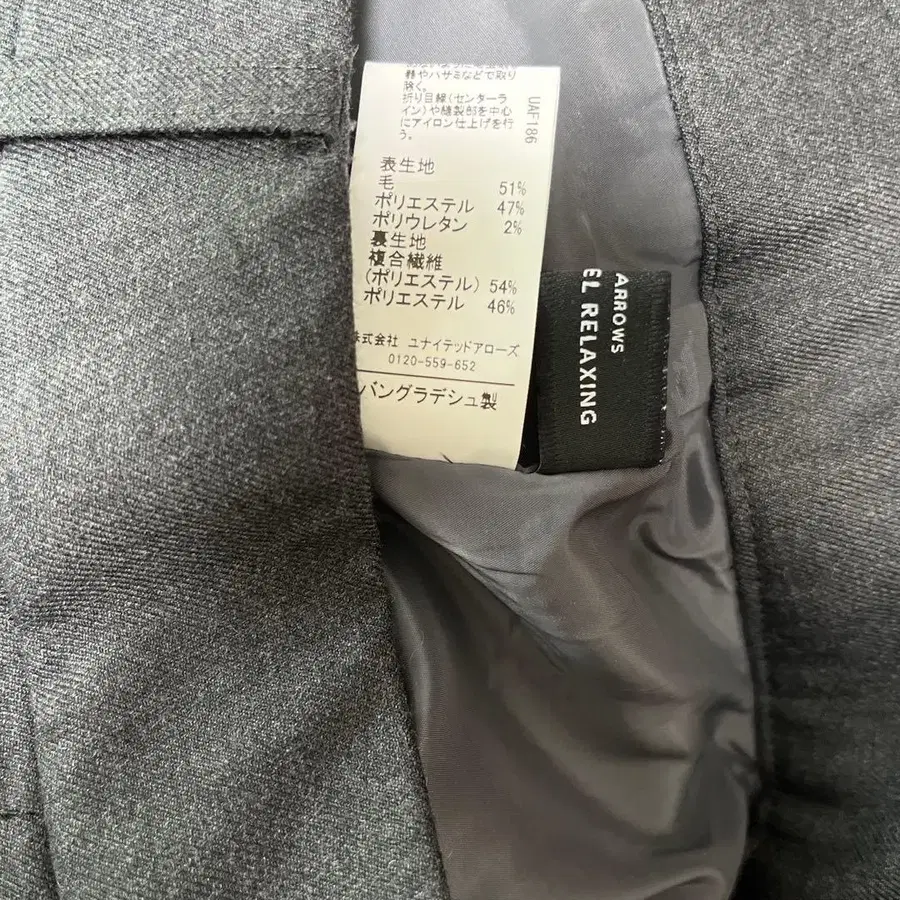 器やハサミなどで取り
除く。
折り目線(センターラ
イン)や縫製部を中心
にアイロン仕上げを行
う。
UAF186
表生地
毛 51%
ポリエステル 47%
ポリウレタン 2%
裏生地
複合繊維
(ポリエステル) 54%
ポリエステル 46%
株式会社 ユナイテッドアローズ
0120-559-652
バングラデシュ製
ARROWS
EL RELAXING